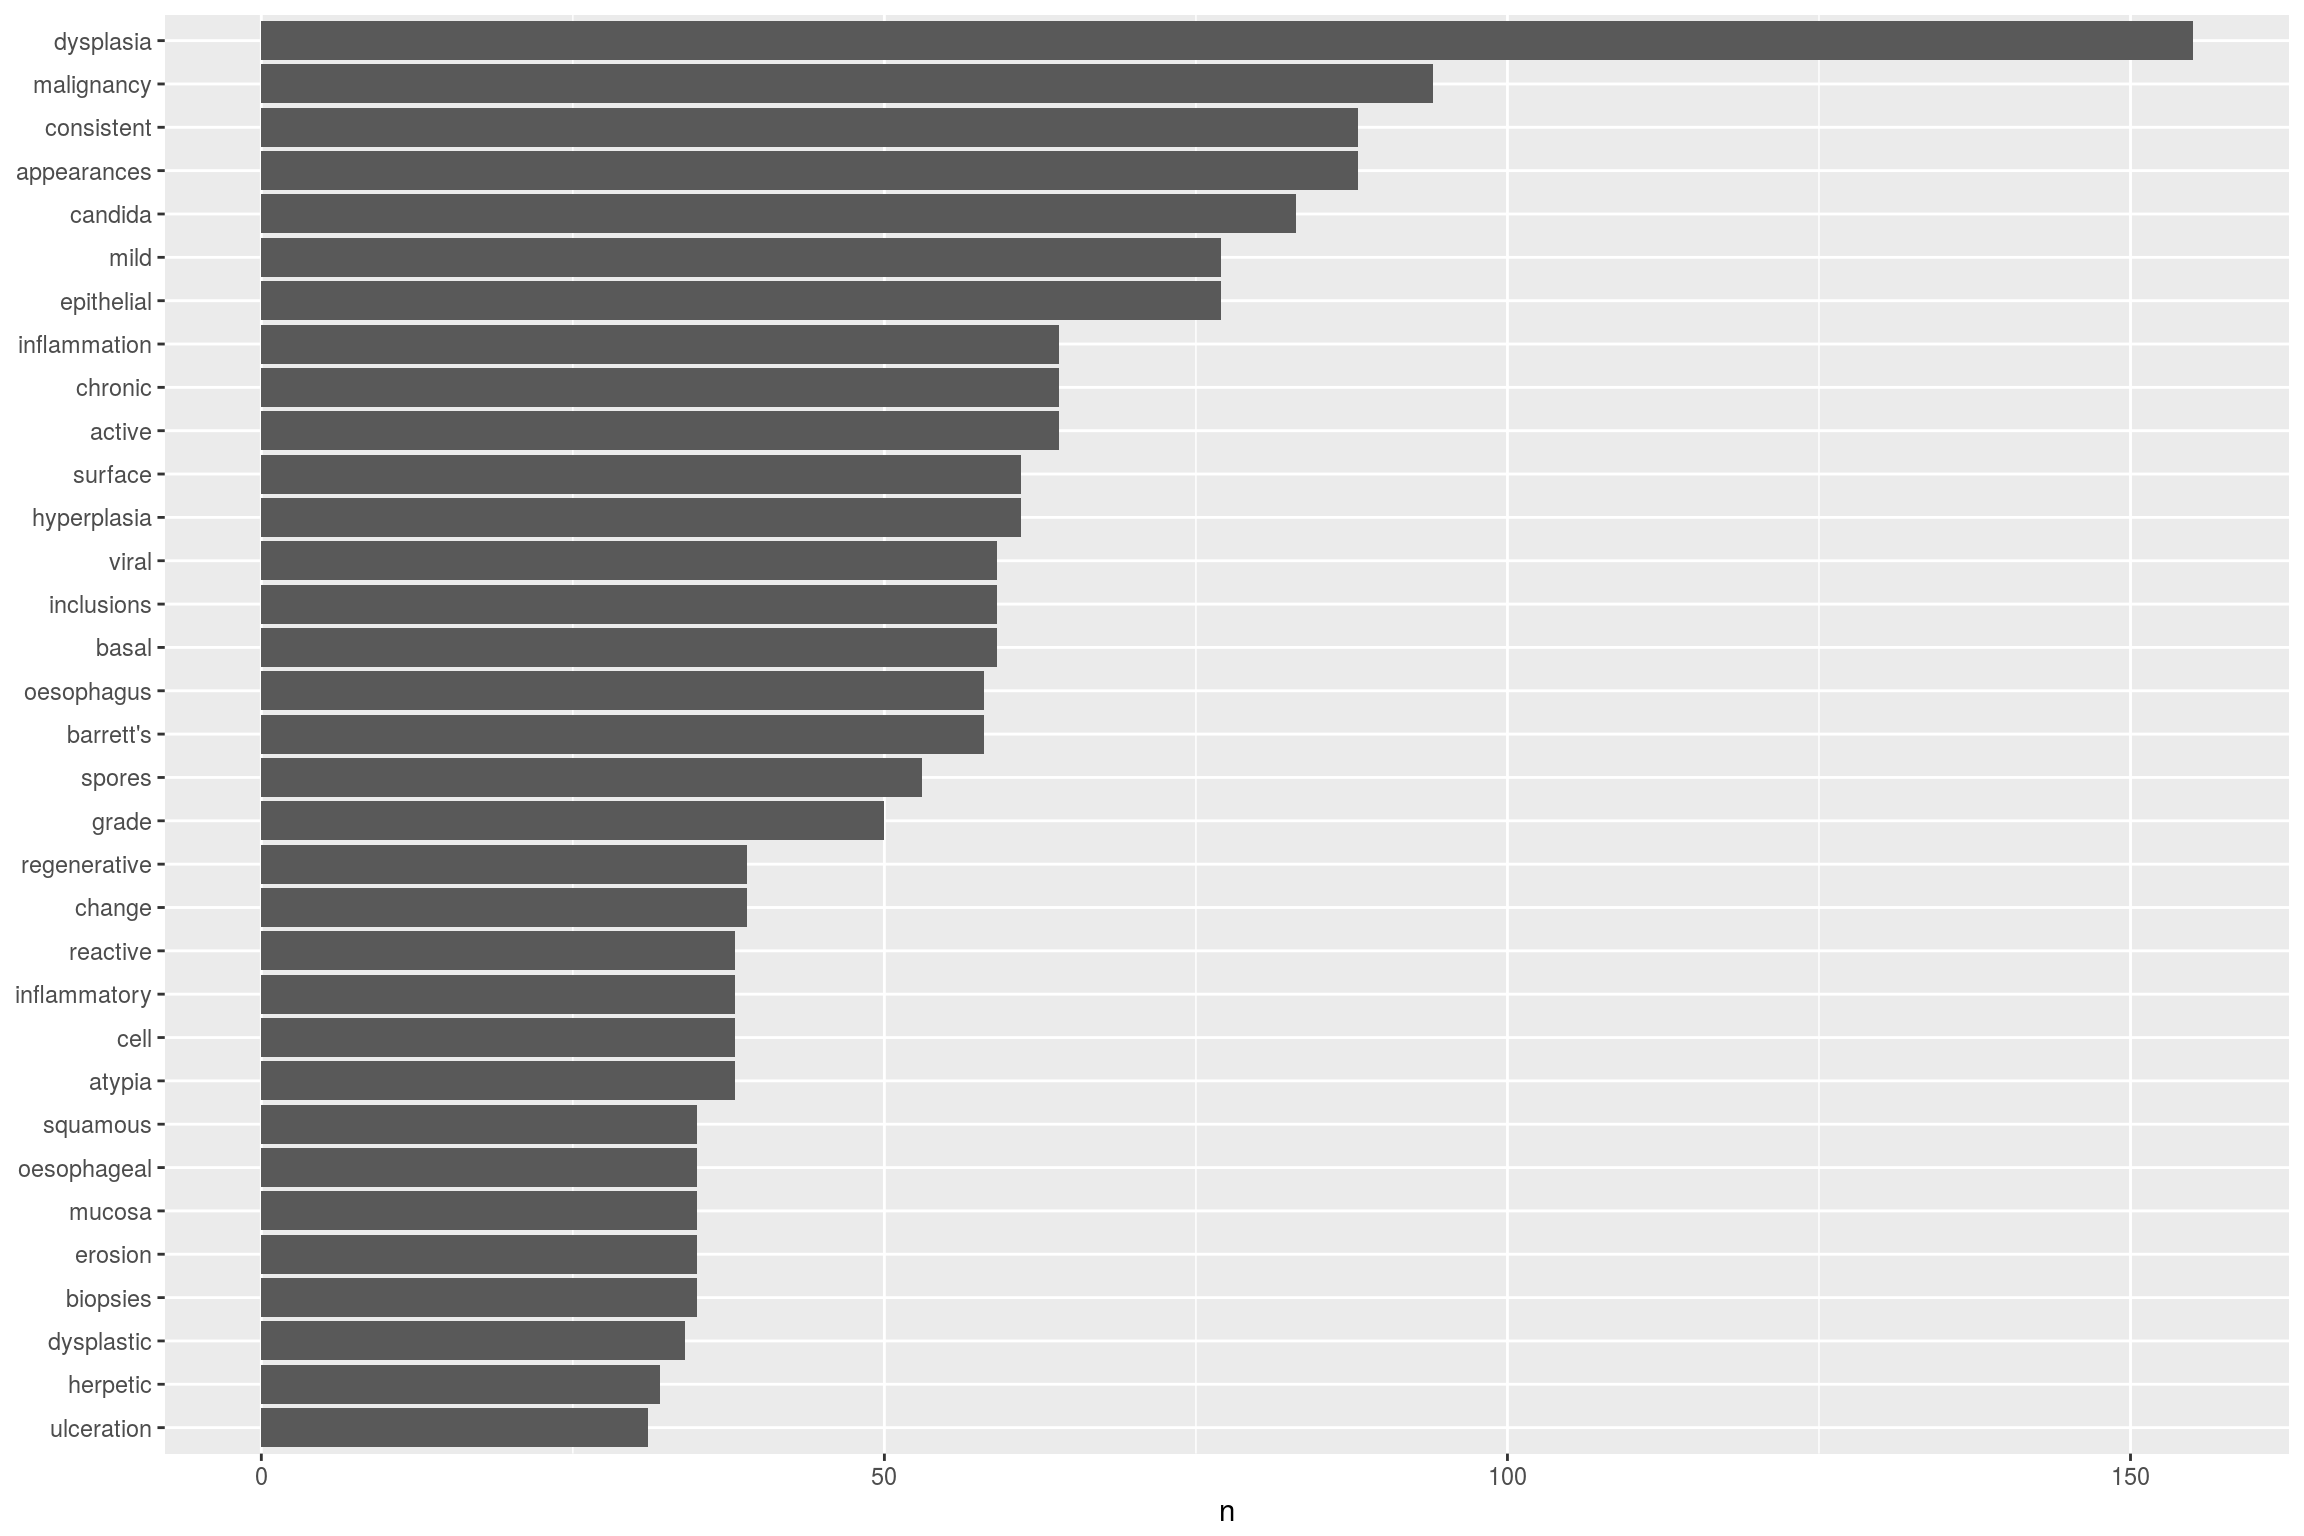 dysplasia
malignancy
consistent
appearances
candida
mild
epithelial
inflammation
chronic
active
surface
hyperplasia
viral
inclusions
basal
oesophagus
barrett's
spores
grade
regenerative
change
reactive
inflammatory
cell
atypia
squamous
oesophageal
mucosa
erosion
biopsies
dysplastic
herpetic
ulceration
0 50 100 150
n